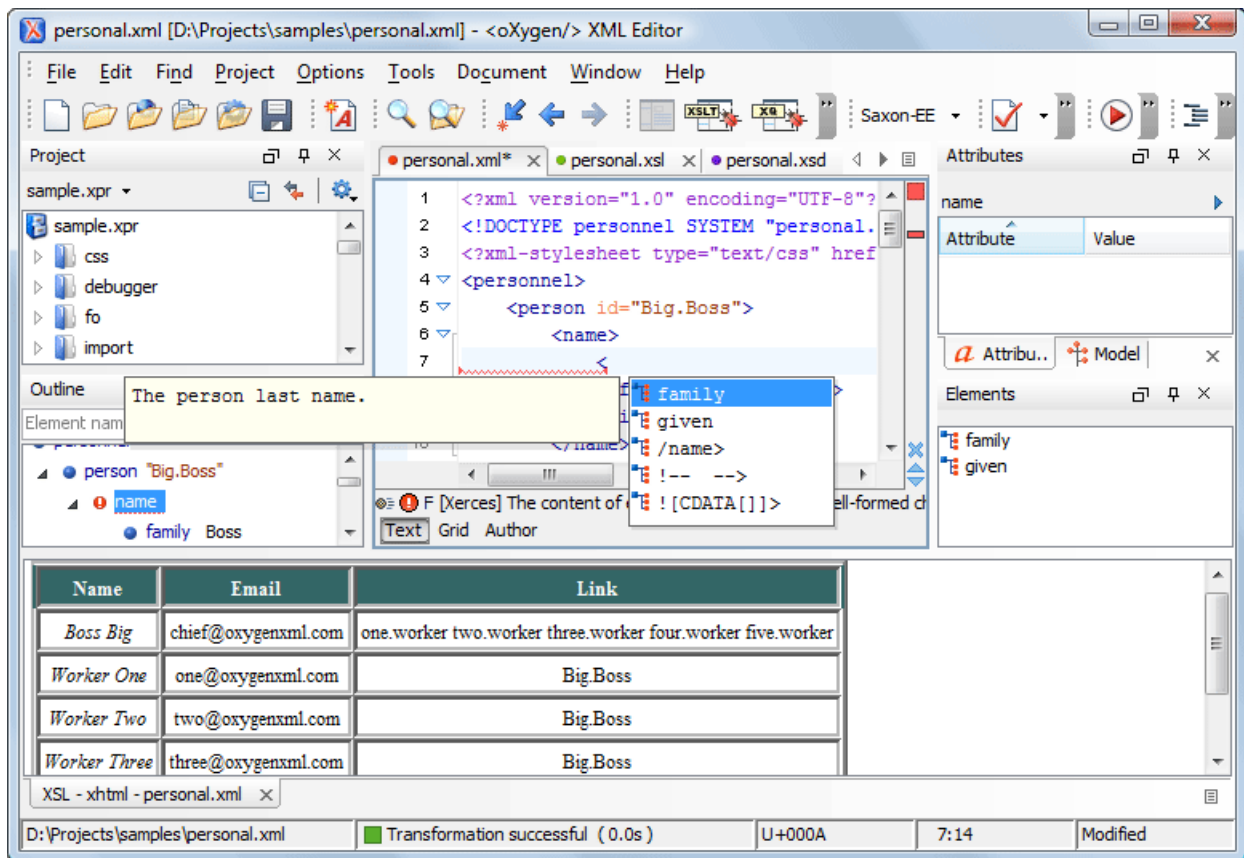 personal.xml [D:\Projects\samples\personal.xml] - <oXygen/> XML Editor
File Edit Find Project Options Tools Document Window Help
XSLT XQ Saxon-EE
Project
sample.xpr
sample.xpr
css
debugger
fo
import
personal.xml* personal.xsl personal.xsd
1 <?xml version="1.0" encoding="UTF-8"?
2 <!DOCTYPE personnel SYSTEM "personal.
3 <?xml-stylesheet type="text/css" href
4 <personnel>
5 <person id="Big.Boss">
6 <name>
7 <
</name>
The person last name.
family
given
/name>
!-- -->
![CDATA[]]>
F [Xerces] The content of ell-formed ch
Text Grid Author
Outline
Element nam
person "Big.Boss"
name
family Boss
Attributes
name
Attribute Value
Attribu.. Model
Elements
family
given
Name Email Link
Boss Big chief@oxygenxml.com one.worker two.worker three.worker four.worker five.worker
Worker One one@oxygenxml.com Big.Boss
Worker Two two@oxygenxml.com Big.Boss
Worker Three three@oxygenxml.com Big.Boss
XSL - xhtml - personal.xml
D:\Projects\samples\personal.xml Transformation successful (0.0s) U+000A 7:14 Modified